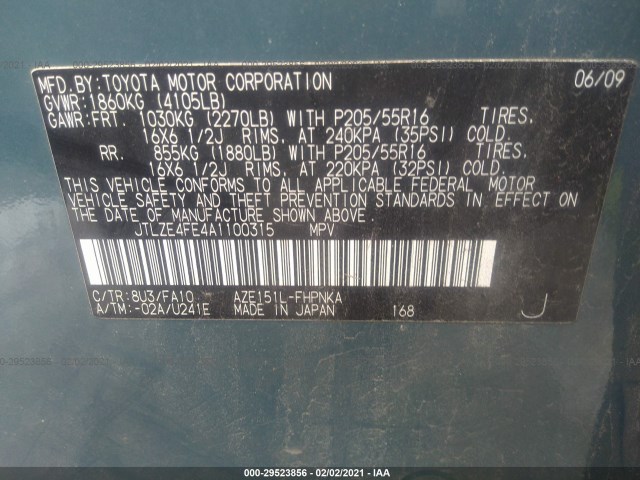 MFD.BY:TOYOTA MOTOR CORPORATION 06/09
GVWR:1860KG (4105LB)
GAWR:FRT. 1030KG (2270LB) WITH P205/55R16 TIRES.
16X6 1/2J RIMS. AT 240KPA (35PSI) COLD.
RR. 855KG (1880LB) WITH P205/55R16 TIRES.
16X6 1/2J RIMS. AT 220KPA (32PSI) COLD.
THIS VEHICLE CONFORMS TO ALL APPLICABLE FEDERAL MOTOR
VEHICLE SAFETY AND THEFT PREVENTION STANDARDS IN EFFECT ON
THE DATE OF MANUFACTURE SHOWN ABOVE.
JTLZE4FE4A1100315 MPV
C/TR:8U3/FA10 AZE151L-FHPNKA
A/TM:-02A/U241E MADE IN JAPAN 168 J
000-29523856 - 02/02/2021 - IAA